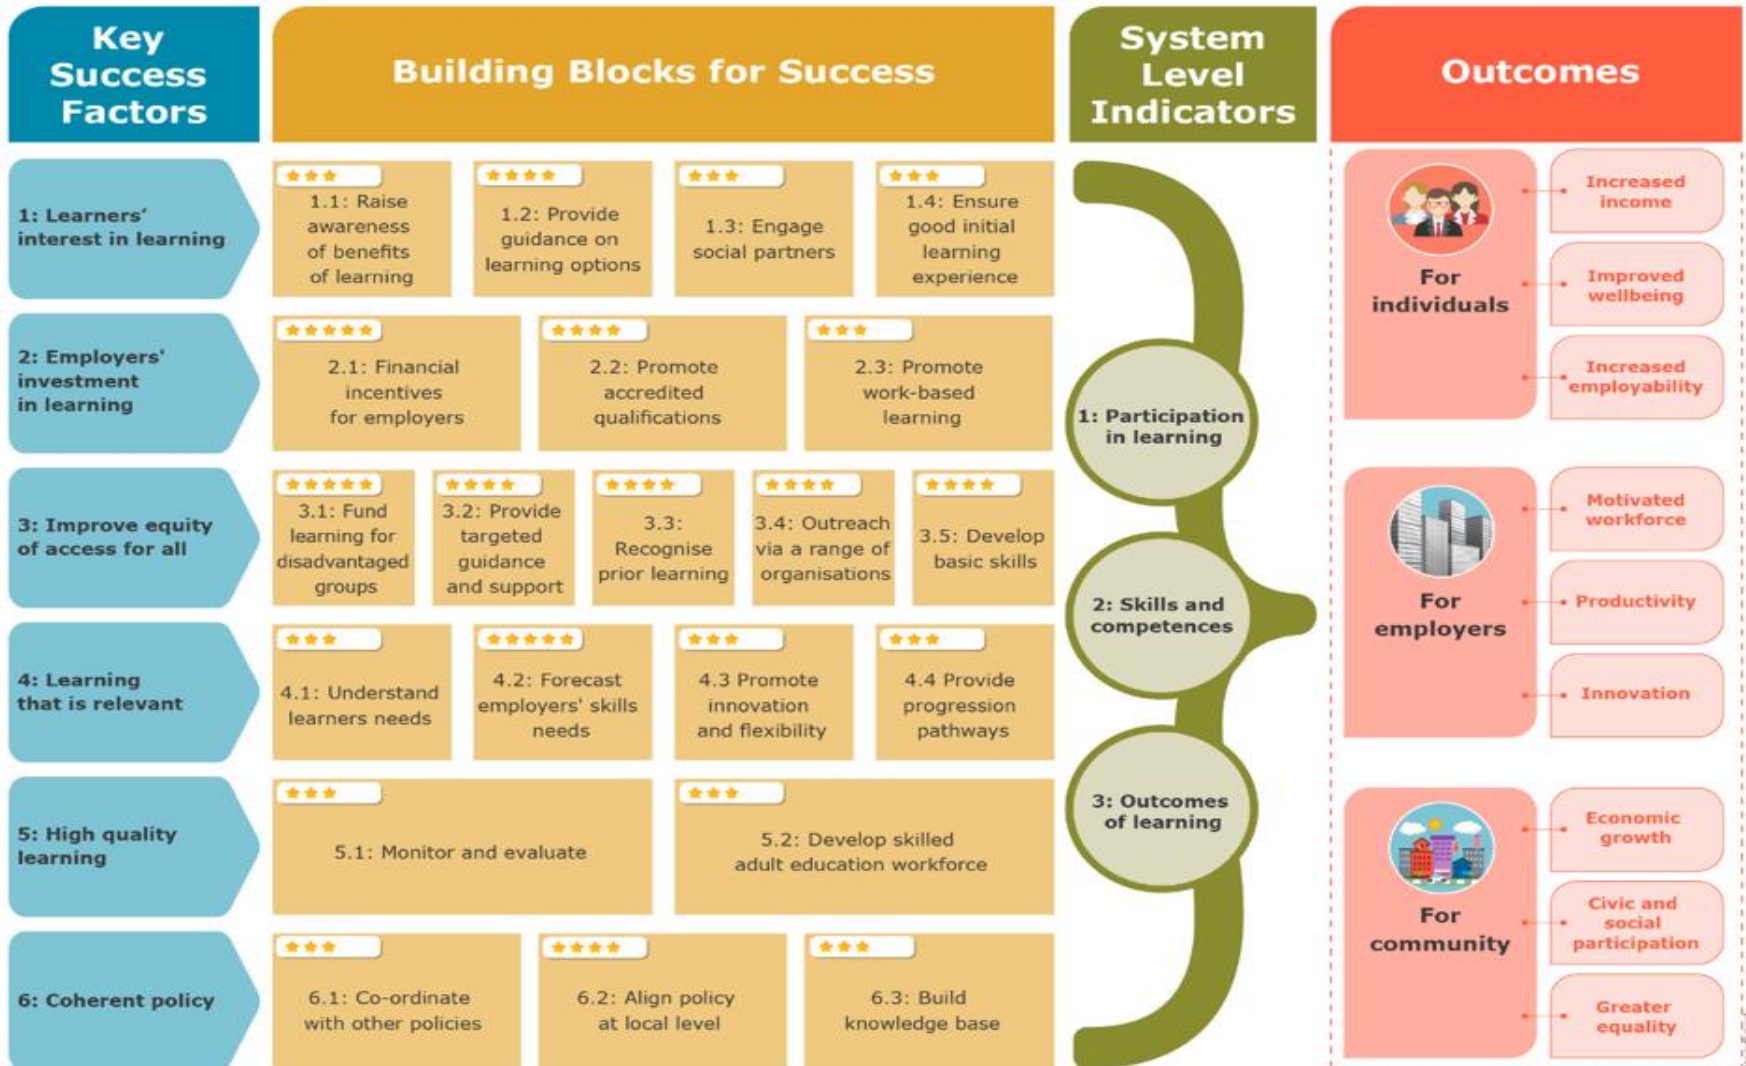 Key
Success
Factors
Building Blocks for Success
System
Level
Indicators
Outcomes
1: Learners’
interest in learning
1.1: Raise
awareness
of benefits
of learning
1.2: Provide
guidance on
learning options
1.3: Engage
social partners
1.4: Ensure
good initial
learning
experience
2: Employers'
investment
in learning
2.1: Financial
incentives
for employers
2.2: Promote
accredited
qualifications
2.3: Promote
work-based
learning
3: Improve equity
of access for all
3.1: Fund
learning for
disadvantaged
groups
3.2: Provide
targeted
guidance
and support
3.3:
Recognise
prior learning
3.4: Outreach
via a range of
organisations
3.5: Develop
basic skills
4: Learning
that is relevant
4.1: Understand
learners needs
4.2: Forecast
employers' skills
needs
4.3 Promote
innovation
and flexibility
4.4 Provide
progression
pathways
5: High quality
learning
5.1: Monitor and evaluate
5.2: Develop skilled
adult education workforce
6: Coherent policy
6.1: Co-ordinate
with other policies
6.2: Align policy
at local level
6.3: Build
knowledge base
1: Participation
in learning
2: Skills and
competences
3: Outcomes
of learning
For
individuals
Increased
income
Improved
wellbeing
Increased
employability
For
employers
Motivated
workforce
Productivity
Innovation
For
community
Economic
growth
Civic and
social
participation
Greater
equality